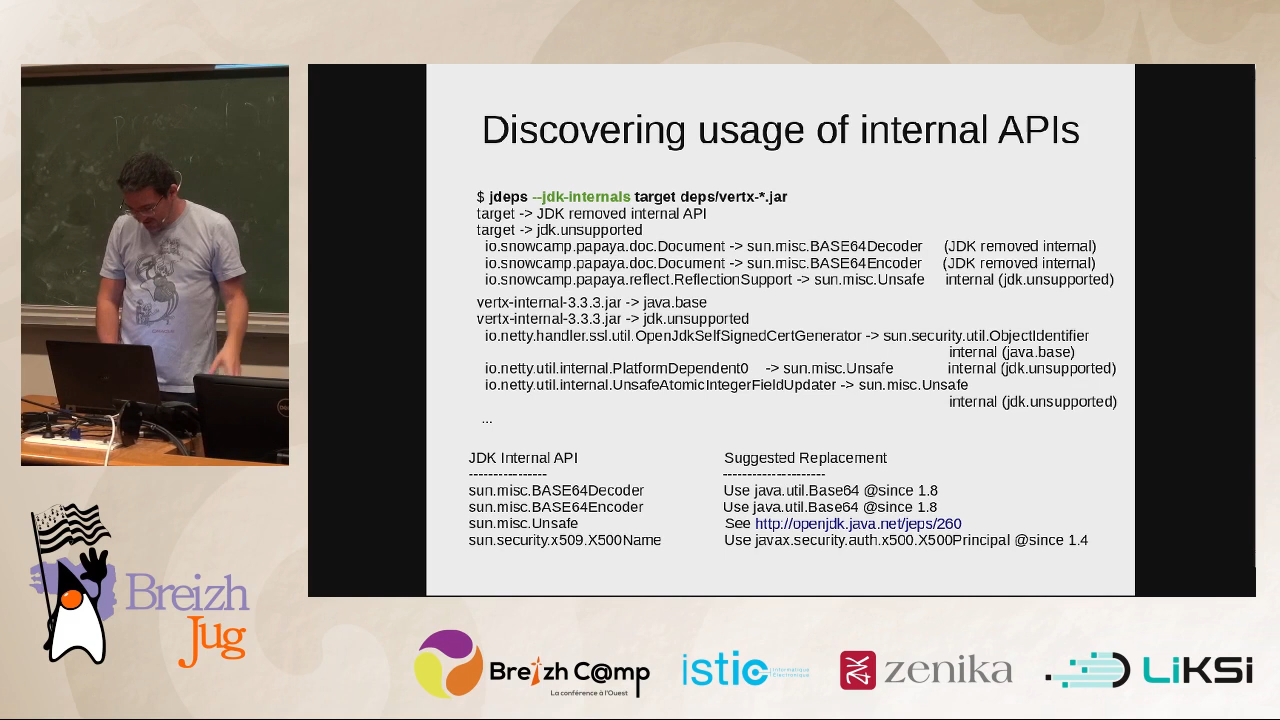 Discovering usage of internal APIs
$ jdeps --jdk-internals target deps/vertx-*.jar
target -> JDK removed internal API
target -> jdk.unsupported
io.snowcamp.papaya.doc.Document -> sun.misc.BASE64Decoder (JDK removed internal)
io.snowcamp.papaya.doc.Document -> sun.misc.BASE64Encoder (JDK removed internal)
io.snowcamp.papaya.reflect.ReflectionSupport -> sun.misc.Unsafe internal (jdk.unsupported)
vertx-internal-3.3.3.jar -> java.base
vertx-internal-3.3.3.jar -> jdk.unsupported
io.netty.handler.ssl.util.OpenJdkSelfSignedCertGenerator -> sun.security.util.ObjectIdentifier
internal (java.base)
io.netty.util.internal.PlatformDependent0 -> sun.misc.Unsafe internal (jdk.unsupported)
io.netty.util.internal.UnsafeAtomicIntegerFieldUpdater -> sun.misc.Unsafe
internal (jdk.unsupported)
...
JDK Internal API Suggested Replacement
---------------- ---------------------
sun.misc.BASE64Decoder Use java.util.Base64 @since 1.8
sun.misc.BASE64Encoder Use java.util.Base64 @since 1.8
sun.misc.Unsafe See http://openjdk.java.net/jeps/260
sun.security.x509.X500Name Use javax.security.auth.x500.X500Principal @since 1.4
Breizh
Jug
Breizh C@mp
La conférence à l'Ouest
istic Informatique
Électronique
zenika
LiKSi